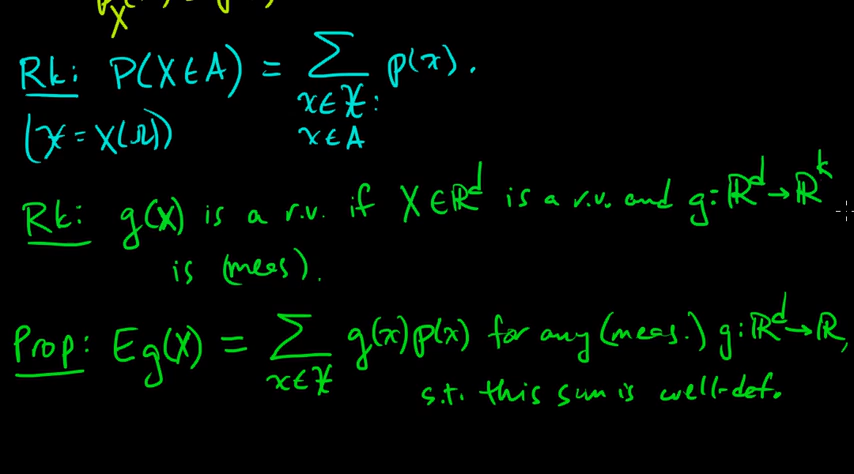 Rk: P(X∈A) = ∑ p(x).
x∈𝒳:
(𝒳 = X(Ω)) x∈A
Rk: g(X) is a r.v. if X∈ℝ^d is a r.v. and g: ℝ^d → ℝ^k
is (meas).
Prop: Eg(X) = ∑ g(x)p(x) for any (meas.) g: ℝ^d → ℝ,
x∈𝒳 s.t. this sum is well-def.